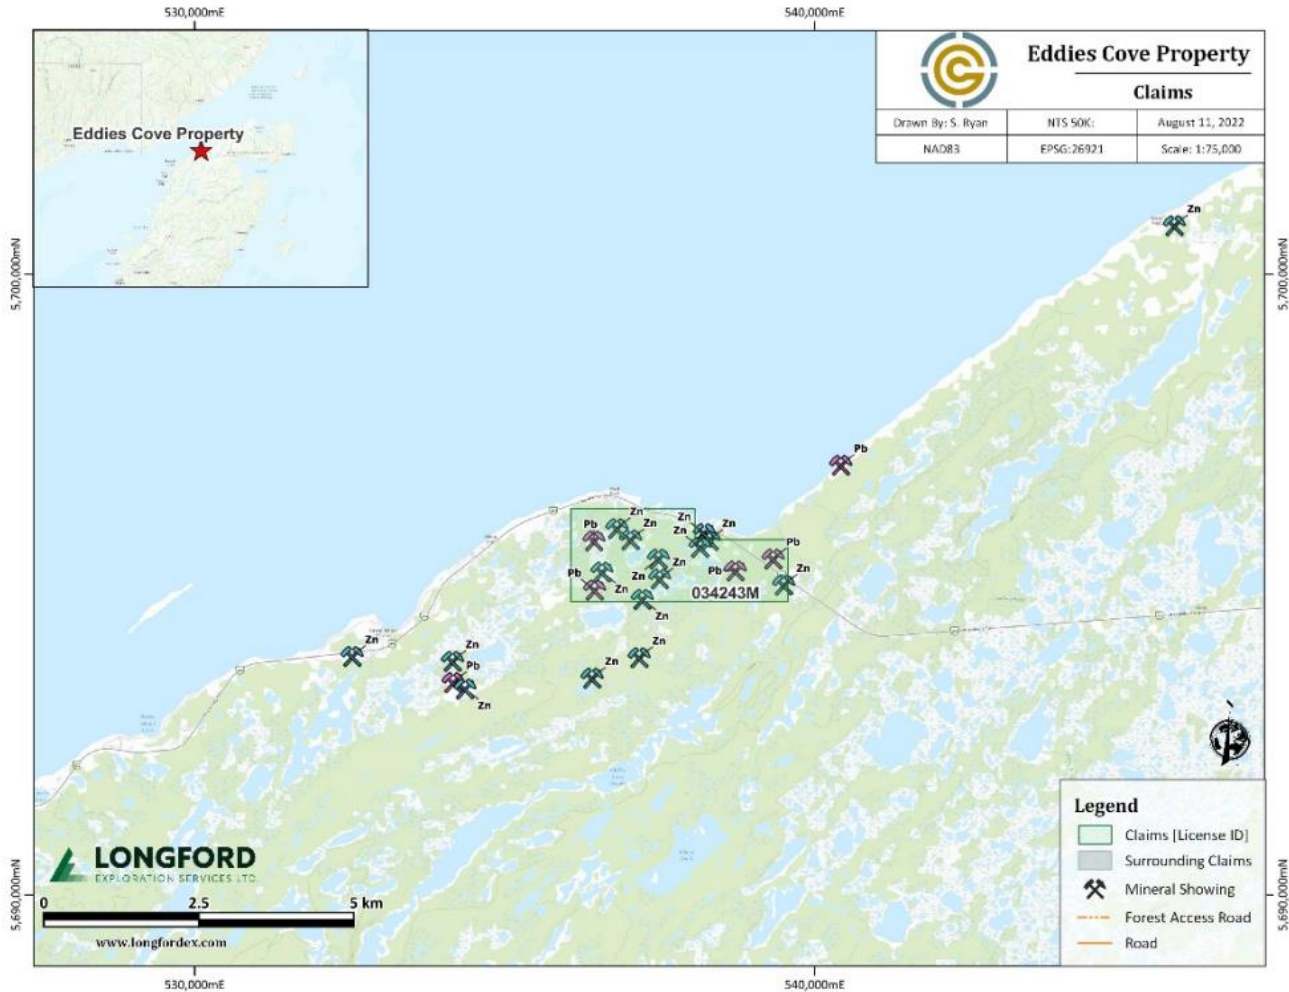 530,000mE
540,000mE
Eddies Cove Property
Claims
Drawn By: S. Ryan
NTS 50K:
August 11, 2022
NAD83
EPSG:26921
Scale: 1:75,000
Eddies Cove Property
5,700,000mN
5,700,000mN
Zn
Pb
Zn
Zn
Zn
Zn
Pb
Zn
Pb
Zn
Pb
Pb
Zn
Zn
Zn
034243M
Zn
Zn
Zn
Zn
Pb
Zn
Zn
Legend
Claims [License ID]
Surrounding Claims
Mineral Showing
Forest Access Road
Road
LONGFORD
EXPLORATION SERVICES LTD.
0 2.5 5 km
www.longfordex.com
5,690,000mN
5,690,000mN
530,000mE
540,000mE